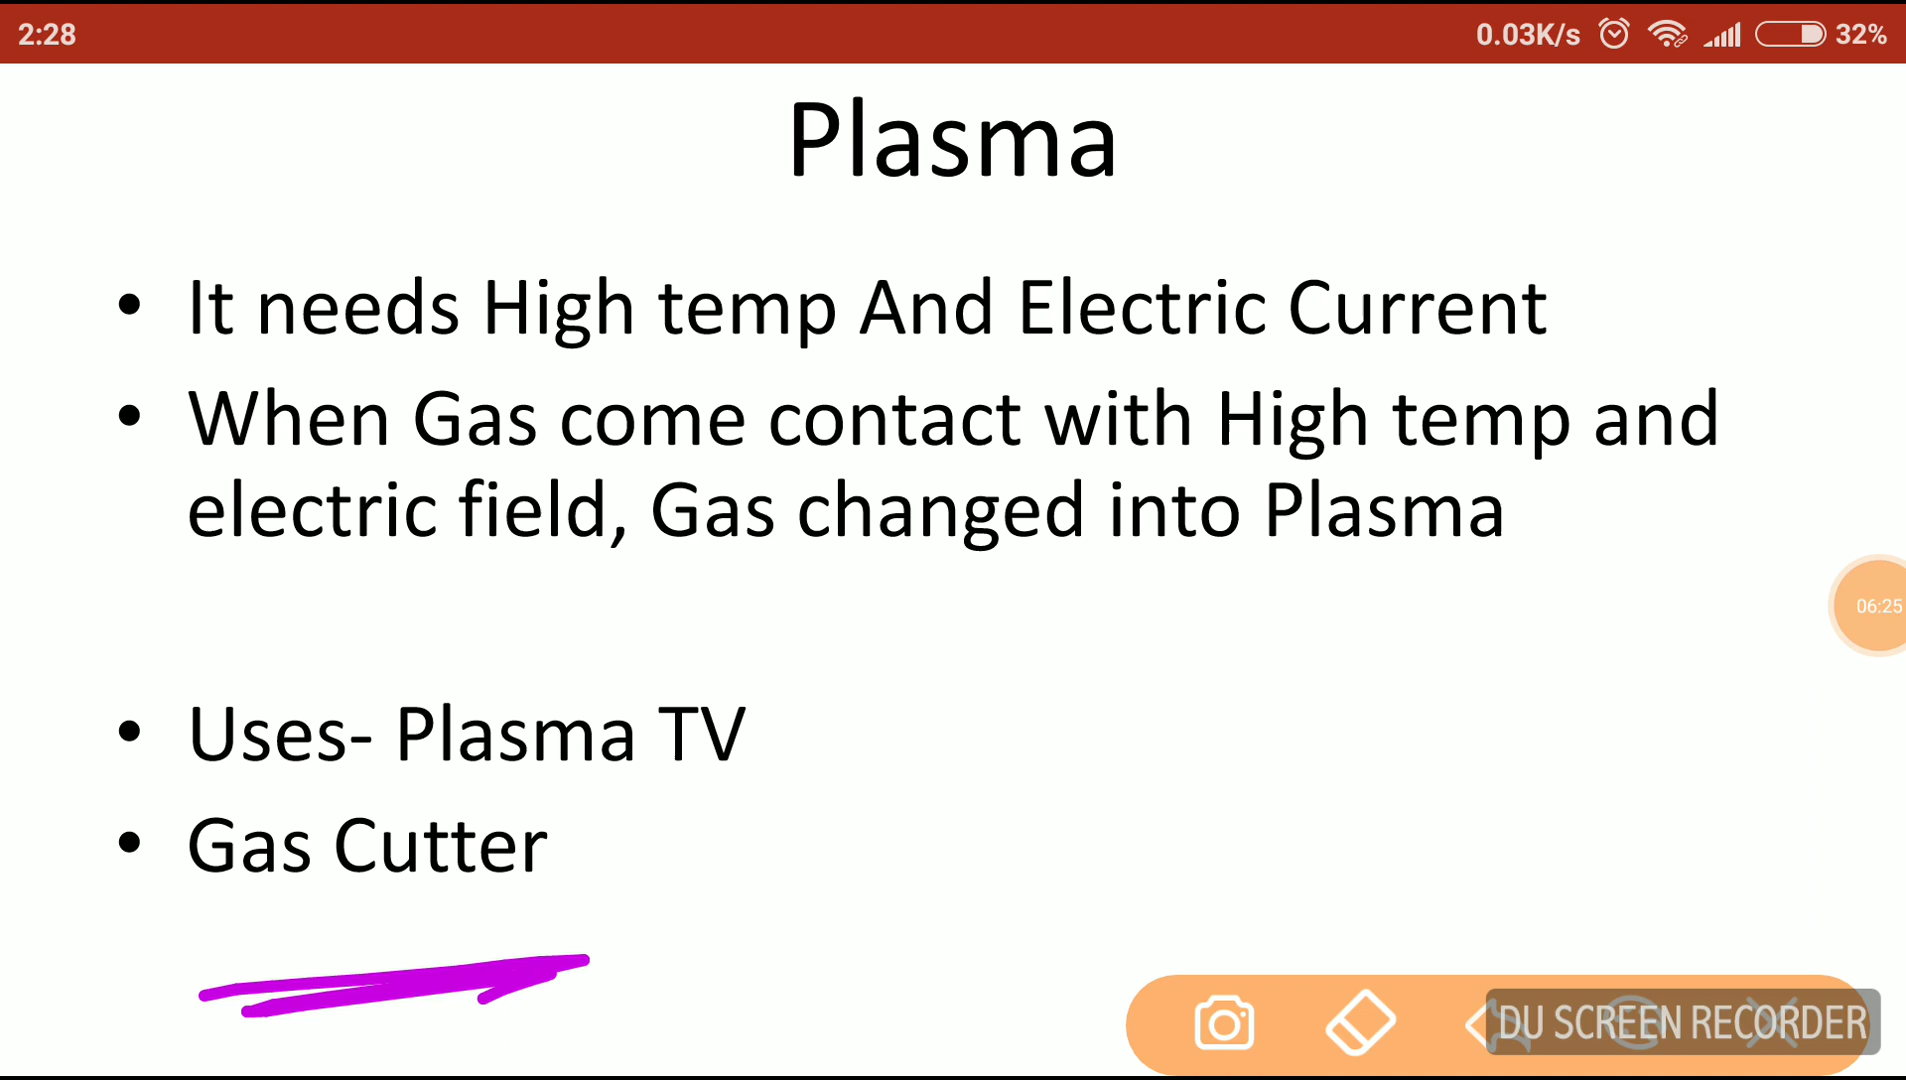 2:28 0.03K/s 32%
Plasma
• It needs High temp And Electric Current
• When Gas come contact with High temp and
electric field, Gas changed into Plasma
06:25
• Uses- Plasma TV
• Gas Cutter
DU SCREEN RECORDER